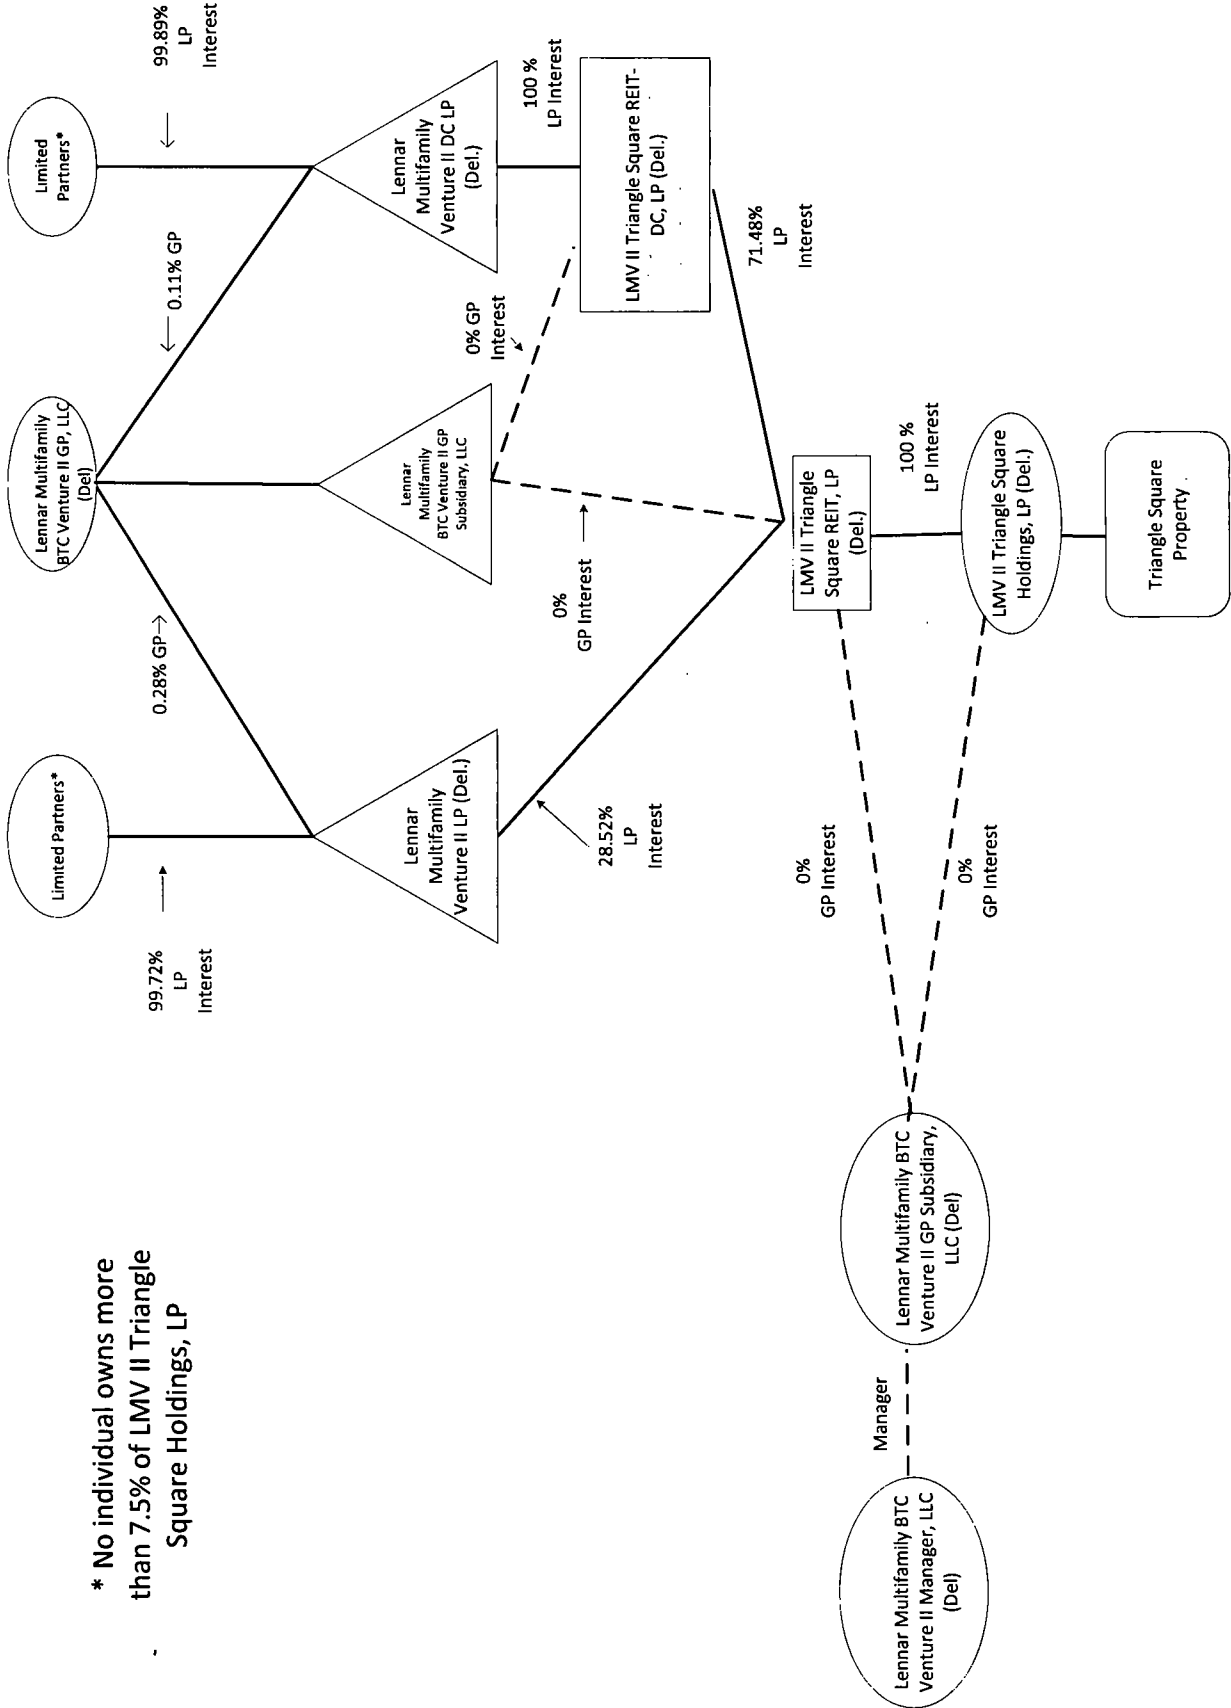 * No individual owns more
than 7.5% of LMV II Triangle
Square Holdings, LP
Limited Partners*
99.72%
LP
Interest
Lennar Multifamily
BTC Venture II GP, LLC
(Del)
0.28% GP→
←0.11% GP
Limited
Partners*
99.89%
LP
Interest
Lennar
Multifamily
Venture II LP (Del.)
Lennar
Multifamily
BTC Venture II GP
Subsidiary, LLC
Lennar
Multifamily
Venture II DC LP
(Del.)
100 %
LP Interest
0% GP
Interest
LMV II Triangle Square REIT-
DC, LP (Del.)
28.52%
LP
Interest
0%
GP Interest
71.48%
LP
Interest
LMV II Triangle
Square REIT, LP
(Del.)
0%
GP Interest
100 %
LP Interest
Lennar Multifamily BTC
Venture II Manager, LLC
(Del)
Manager
Lennar Multifamily BTC
Venture II GP Subsidiary,
LLC (Del)
0%
GP Interest
LMV II Triangle Square
Holdings, LP (Del.)
Triangle Square
Property